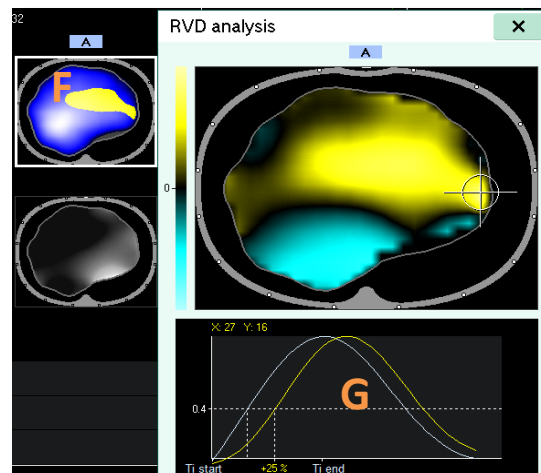 32
RVD analysis
A
A
F
0
X: 27 Y: 16
G
0.4
Ti start +25 % Ti end